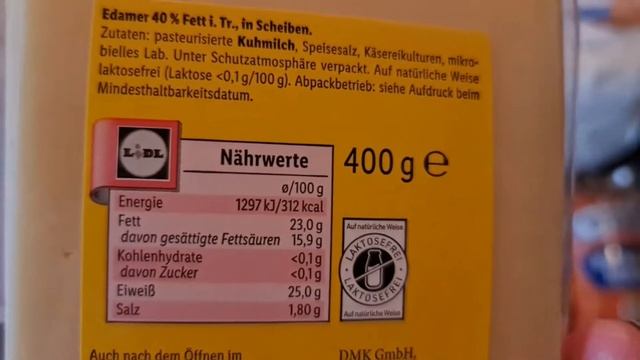 Edamer 40 % Fett i. Tr., in Scheiben.
Zutaten: pasteurisierte Kuhmilch, Speisesalz, Käsereikulturen, mikro-
bielles Lab. Unter Schutzatmosphäre verpackt. Auf natürliche Weise
laktosefrei (Laktose <0,1g/100 g). Abpackbetrieb: siehe Aufdruck beim
Mindesthaltbarkeitsdatum.
LIDL
Nährwerte
400 g e
ø/100 g
Energie 1297 kJ/312 kcal
Fett 23,0 g
davon gesättigte Fettsäuren 15,9 g
Kohlenhydrate <0,1 g
davon Zucker <0,1 g
Eiweiß 25,0 g
Salz 1,80 g
Auf natürliche Weise
LAKTOSEFREI
LAKTOSEFREI
Auf natürliche Weise
Auch nach dem Öffnen im
DMK GmbH,